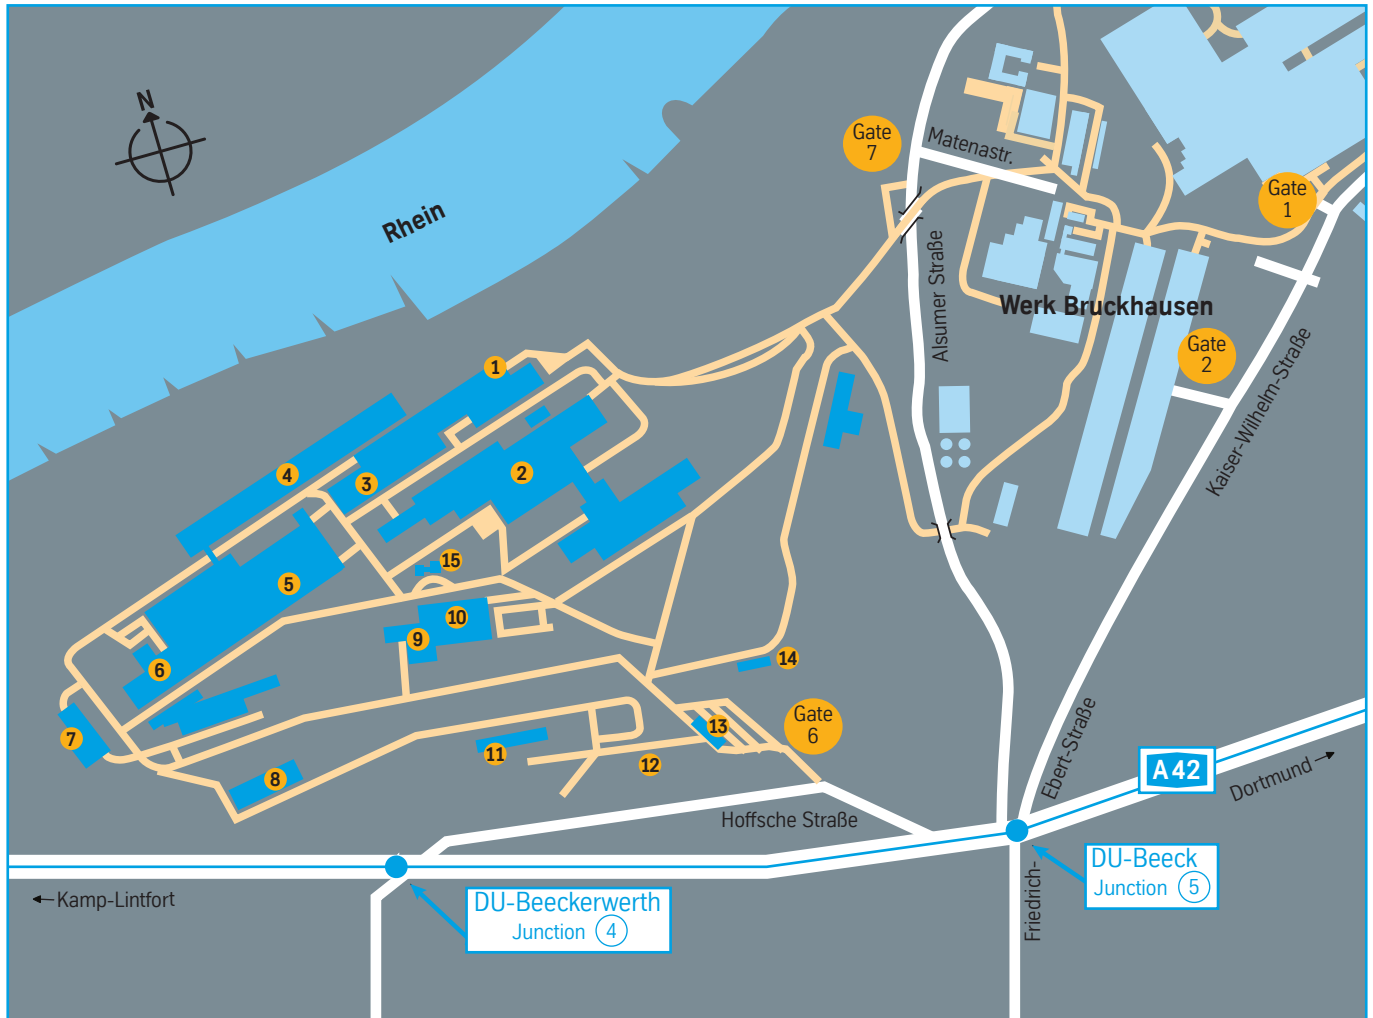 N
Rhein
Gate
7
Matenastr.
Gate
1
Alsumer Straße
Werk Bruckhausen
Gate
2
Kaiser-Wilhelm-Straße
1
4
3
2
15
5
10
9
6
14
7
13
Gate
6
11
12
8
Ebert-Straße
A 42
Dortmund →
Hoffsche Straße
DU-Beeck
Junction 5
Friedrich-
← Kamp-Lintfort
DU-Beeckerwerth
Junction 4